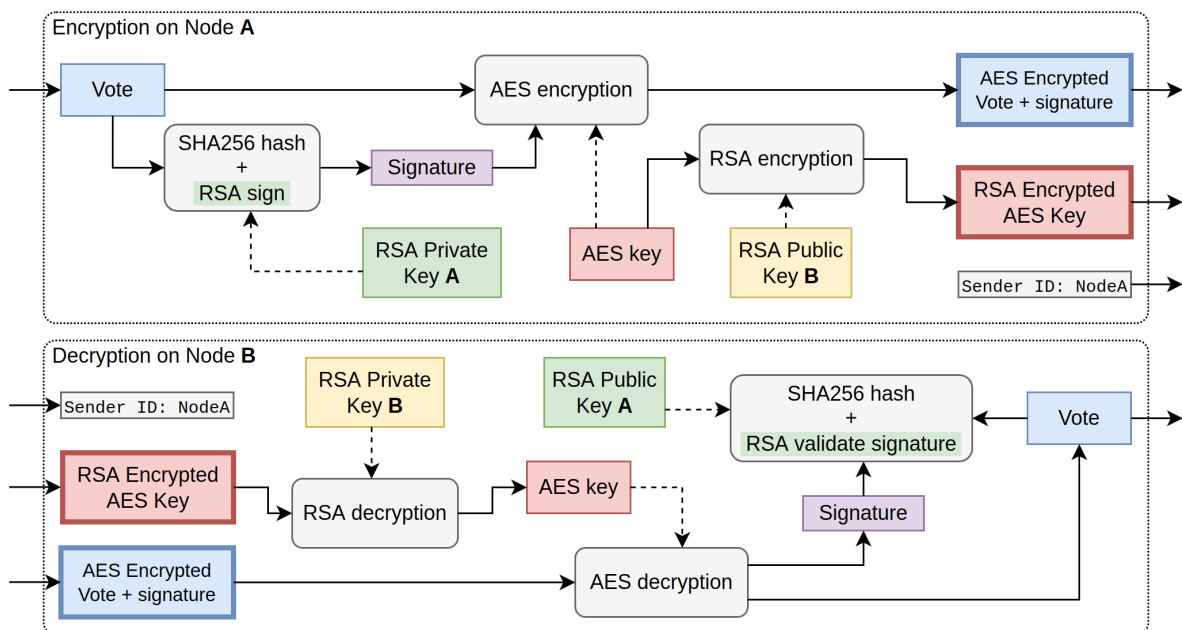 Encryption on Node A
Vote
AES encryption
AES Encrypted
Vote + signature
SHA256 hash
+
RSA sign
Signature
RSA encryption
RSA Encrypted
AES Key
RSA Private
Key A
AES key
RSA Public
Key B
Sender ID: NodeA
Decryption on Node B
Sender ID: NodeA
RSA Private
Key B
RSA Public
Key A
SHA256 hash
+
RSA validate signature
Vote
RSA Encrypted
AES Key
RSA decryption
AES key
Signature
AES Encrypted
Vote + signature
AES decryption